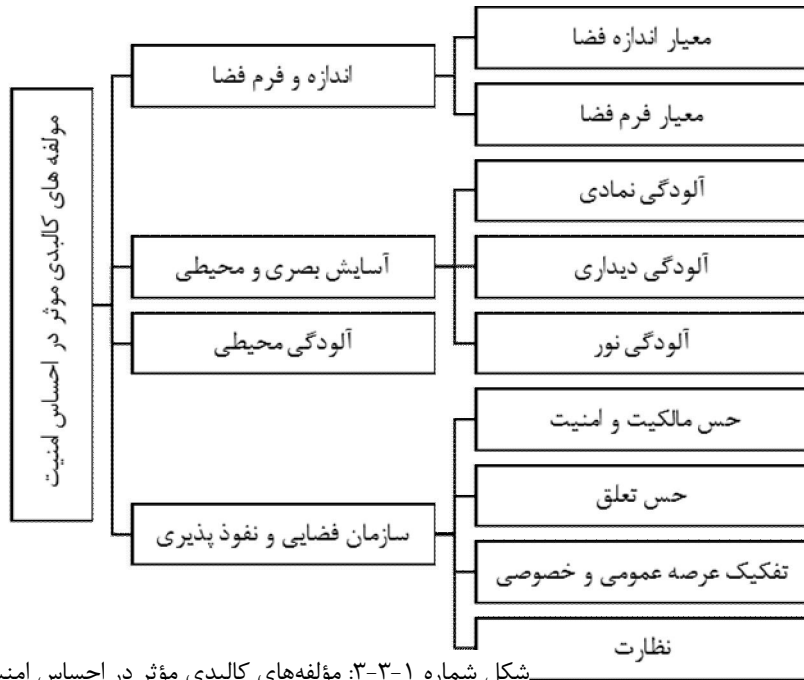 مولفه های کالبدی موثر در احساس امنیت
اندازه و فرم فضا
معیار اندازه فضا
معیار فرم فضا
آسایش بصری و محیطی
آلودگی نمادی
آلودگی دیداری
آلودگی نور
آلودگی محیطی
سازمان فضایی و نفوذ پذیری
حس مالکیت و امنیت
حس تعلق
تفکیک عرصه عمومی و خصوصی
نظارت
شکل شماره ۱-۳-۳: مؤلفه‌های کالبدی مؤثر در احساس